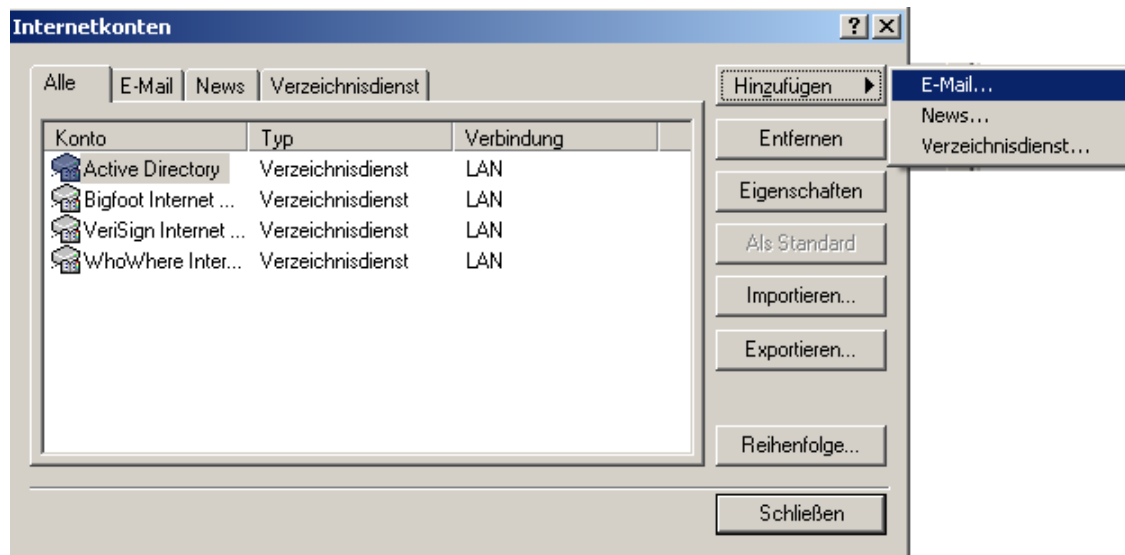 Internetkonten
Alle E-Mail News Verzeichnisdienst
Konto Typ Verbindung
Active Directory Verzeichnisdienst LAN
Bigfoot Internet ... Verzeichnisdienst LAN
VeriSign Internet ... Verzeichnisdienst LAN
WhoWhere Inter... Verzeichnisdienst LAN
Hinzufügen
Entfernen
Eigenschaften
Als Standard
Importieren...
Exportieren...
Reihenfolge...
Schließen
E-Mail...
News...
Verzeichnisdienst...